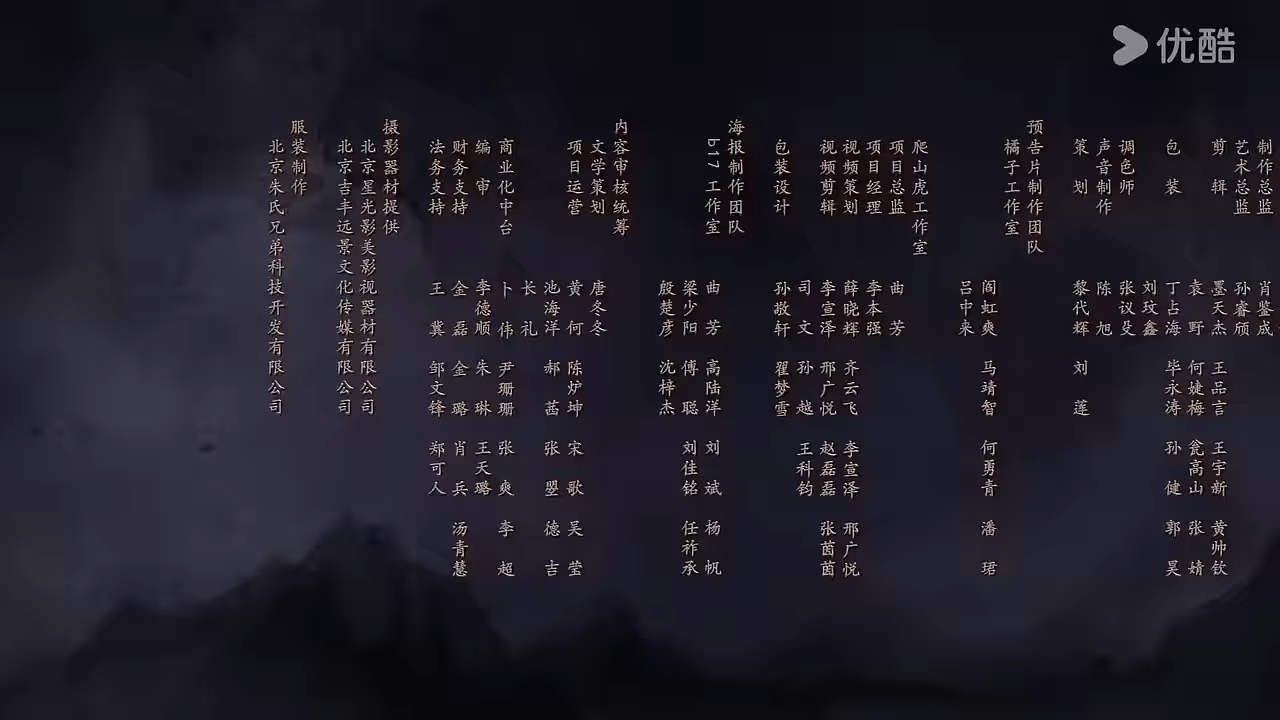 优酷
制作总监 肖鉴成
艺术总监 孙睿颀
剪辑 墨天杰 王品言 王宇新 黄帅钦
袁野 何婕梅 瓮高山 张婧
包装 丁占海 毕永涛 孙健 郭昊
刘玟鑫
调色师 张议殳
声音制作 陈旭
策划 黎代辉 刘莲
预告片制作团队
橘子工作室
阎虹爽 马靖智 何勇青 潘珺
吕中来
爬山虎工作室
项目总监 曲芳
项目经理 李本强
视频策划 薛晓辉 齐云飞 李宣泽 邢广悦
视频剪辑 李宣泽 邢广悦 赵磊磊 张茵茵
司文 孙越 王科钧
包装设计 孙敬轩 翟梦雪
海报制作团队
b17工作室 曲芳 高陆洋 刘斌 杨帆
梁少阳 傅聪 刘佳铭 任祚承
殷楚彦 沈梓杰
内容审核统筹
文学策划 唐冬冬
项目运营 黄何 陈炉坤 宋歌 吴莹
池海洋 郝茜 张曌 德吉
长礼
商业化中台 卜伟 尹珊珊 张爽 李超
编审 李德顺 朱琳 王天璐
财务支持 金磊 金璐 肖兵 汤青慧
法务支持 王冀 邹文锋 郑可人
摄影器材提供
北京星光影美影视器材有限公司
北京吉丰远景文化传媒有限公司
服装制作
北京朱氏兄弟科技开发有限公司